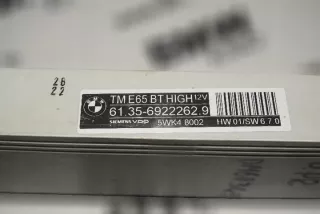 28
22
TM E65 BT HIGH 12V
61.35-6922262.9
SIEMENS VDO 5WK4 8002 HW 01/SW 6.7.0